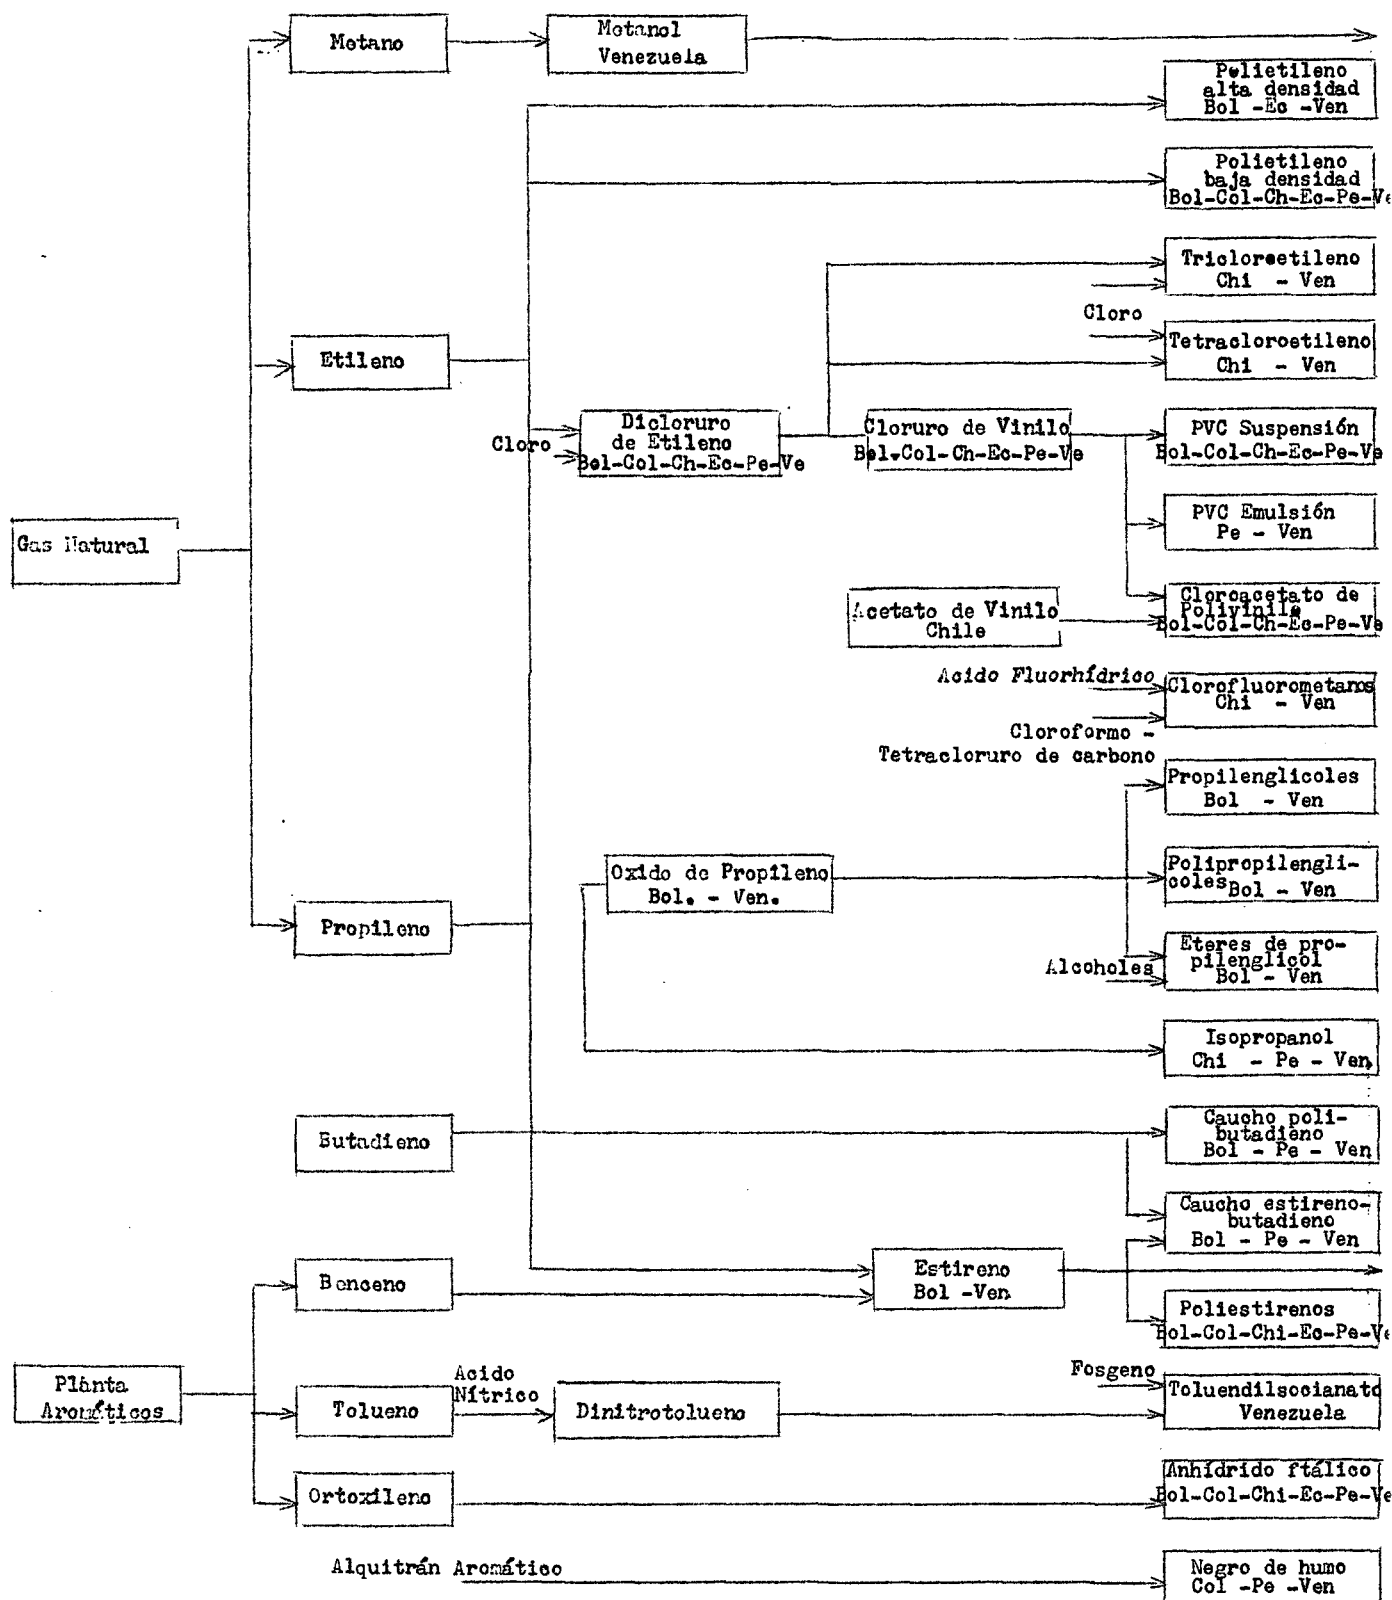 Metano
Metanol
Venezuela
Polietileno
alta densidad
Bol -Ec -Ven
Polietileno
baja densidad
Bol-Col-Ch-Ec-Pe-Ve
Tricloroetileno
Chi - Ven
Cloro
Tetracloroetileno
Chi - Ven
Etileno
Cloro
Dicloruro
de Etileno
Bol-Col-Ch-Ec-Pe-Ve
Cloruro de Vinilo
Bol-Col-Ch-Ec-Pe-Ve
PVC Suspensión
Bol-Col-Ch-Ec-Pe-Ve
PVC Emulsión
Pe - Ven
Gas Natural
Acetato de Vinilo
Chile
Cloroacetato de
Polivinilo
Bol-Col-Ch-Ec-Pe-Ve
Acido Fluorhídrico
Clorofluorometanos
Chi - Ven
Cloroformo -
Tetracloruro de carbono
Propilenglicoles
Bol - Ven
Oxido de Propileno
Bol. - Ven.
Polipropilengli-
coles Bol - Ven
Propileno
Alcoholes
Eteres de pro-
pilenglicol
Bol - Ven
Isopropanol
Chi - Pe - Ven
Butadieno
Caucho poli-
butadieno
Bol - Pe - Ven
Caucho estireno-
butadieno
Bol - Pe - Ven
Benceno
Estireno
Bol -Ven
Poliestirenos
Bol-Col-Chi-Ec-Pe-Ve
Planta
Aromáticos
Tolueno
Acido
Nítrico
Dinitrotolueno
Fosgeno
Toluendiisocianato
Venezuela
Ortoxileno
Anhídrido ftálico
Bol-Col-Chi-Ec-Pe-Ve
Alquitrán Aromático
Negro de humo
Col -Pe -Ven